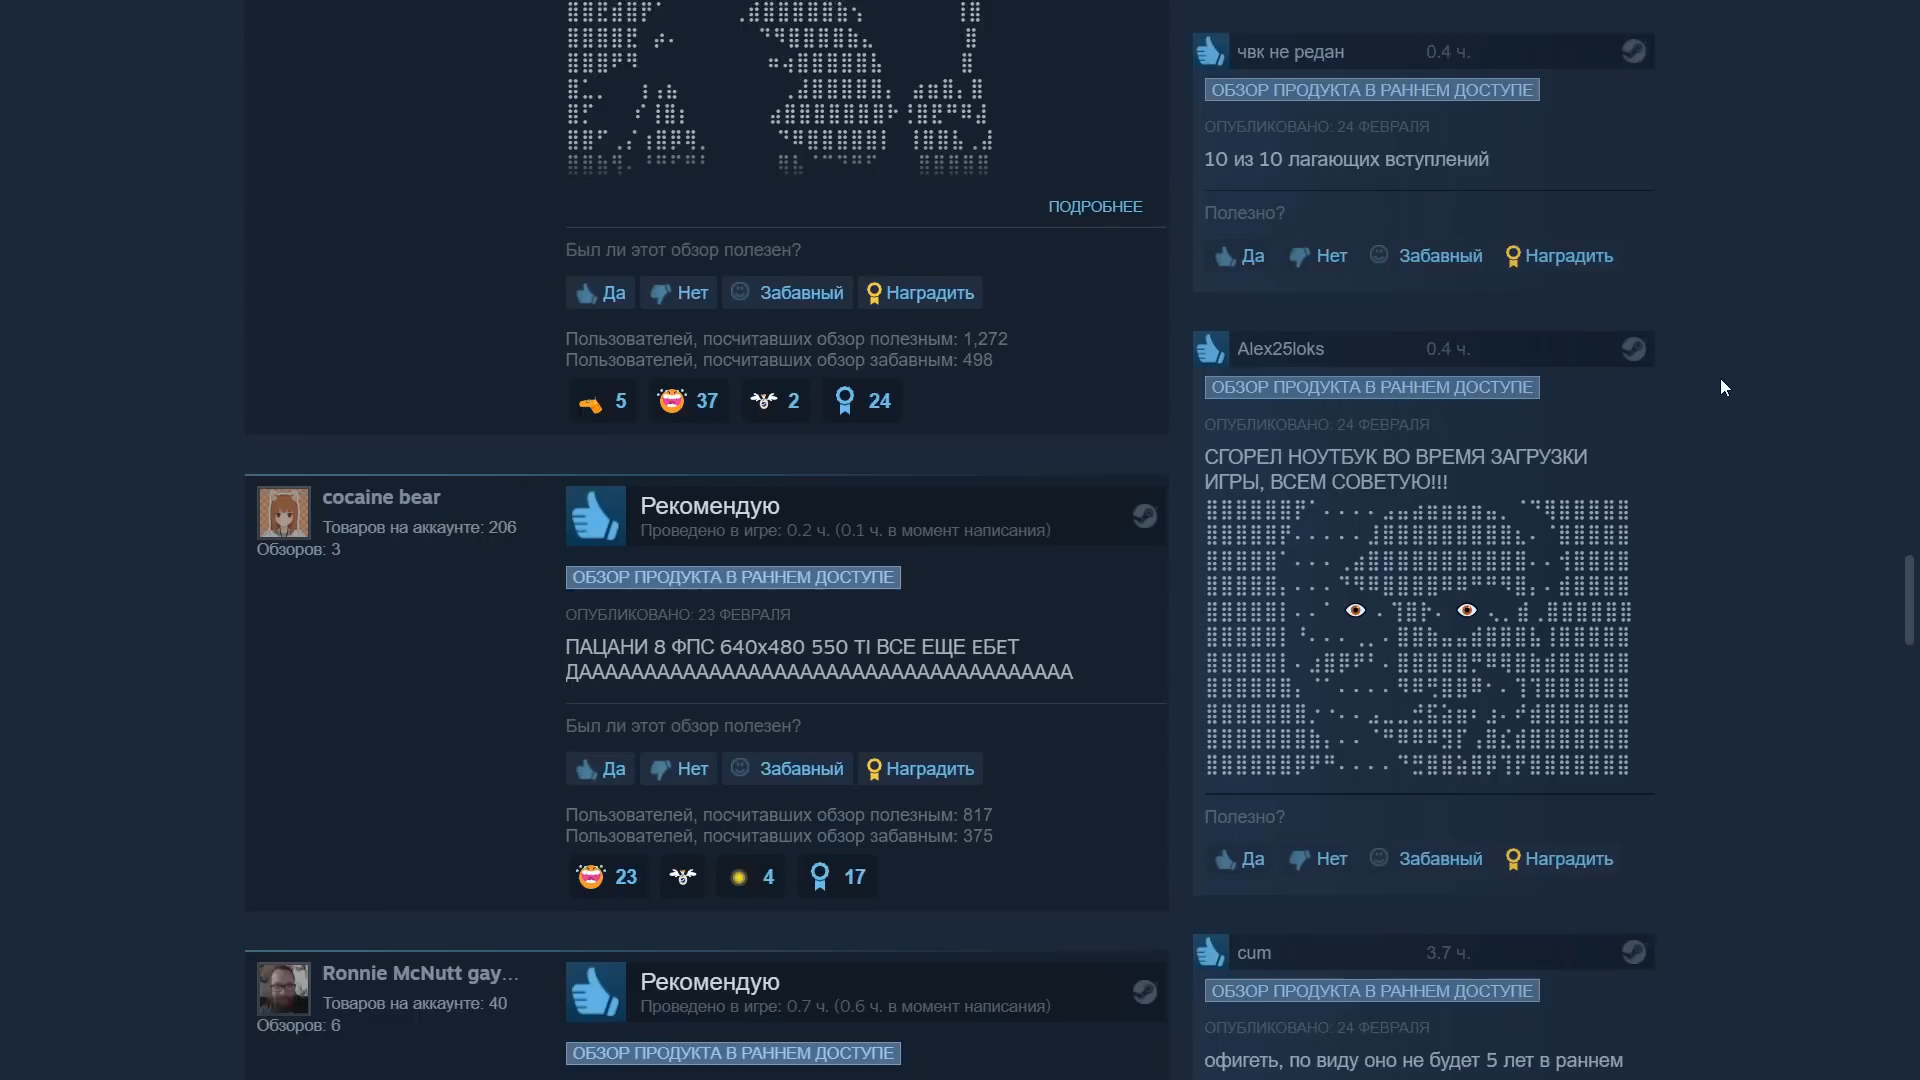 ПОДРОБНЕЕ
Был ли этот обзор полезен?
Да
Нет
Забавный
Наградить
Пользователей, посчитавших обзор полезным: 1,272
Пользователей, посчитавших обзор забавным: 498
5
37
2
24
cocaine bear
Товаров на аккаунте: 206
Обзоров: 3
Рекомендую
Проведено в игре: 0.2 ч. (0.1 ч. в момент написания)
ОБЗОР ПРОДУКТА В РАННЕМ ДОСТУПЕ
ОПУБЛИКОВАНО: 23 ФЕВРАЛЯ
ПАЦАНИ 8 ФПС 640x480 550 TI ВСЕ ЕЩЕ ЕБЕТ
ДААААААААААААААААААААААААААААААААААААА
Был ли этот обзор полезен?
Да
Нет
Забавный
Наградить
Пользователей, посчитавших обзор полезным: 817
Пользователей, посчитавших обзор забавным: 375
23
4
17
Ronnie McNutt gay...
Товаров на аккаунте: 40
Обзоров: 6
Рекомендую
Проведено в игре: 0.7 ч. (0.6 ч. в момент написания)
ОБЗОР ПРОДУКТА В РАННЕМ ДОСТУПЕ
чвк не редан
0.4 ч.
ОБЗОР ПРОДУКТА В РАННЕМ ДОСТУПЕ
ОПУБЛИКОВАНО: 24 ФЕВРАЛЯ
10 из 10 лагающих вступлений
Полезно?
Да
Нет
Забавный
Наградить
Alex25loks
0.4 ч.
ОБЗОР ПРОДУКТА В РАННЕМ ДОСТУПЕ
ОПУБЛИКОВАНО: 24 ФЕВРАЛЯ
СГОРЕЛ НОУТБУК ВО ВРЕМЯ ЗАГРУЗКИ
ИГРЫ, ВСЕМ СОВЕТУЮ!!!
Полезно?
Да
Нет
Забавный
Наградить
cum
3.7 ч.
ОБЗОР ПРОДУКТА В РАННЕМ ДОСТУПЕ
ОПУБЛИКОВАНО: 24 ФЕВРАЛЯ
офигеть, по виду оно не будет 5 лет в раннем